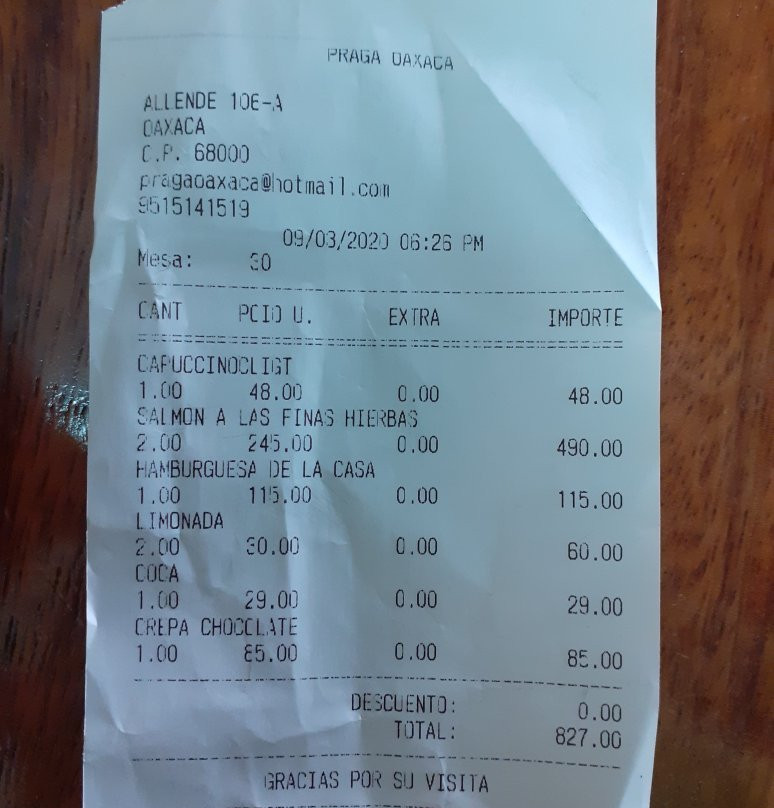 PRAGA OAXACA
ALLENDE 10E-A
OAXACA
C.P. 68000
pragaoaxaca@hotmail.com
9515141519
09/03/2020 06:26 PM
Mesa: 30
CANT PCIO U. EXTRA IMPORTE
CAPUCCINOCLIGT
1.00 48.00 0.00 48.00
SALMON A LAS FINAS HIERBAS
2.00 245.00 0.00 490.00
HAMBURGUESA DE LA CASA
1.00 115.00 0.00 115.00
LIMONADA
2.00 30.00 0.00 60.00
COCA
1.00 29.00 0.00 29.00
CREPA CHOCOLATE
1.00 85.00 0.00 85.00
DESCUENTO: 0.00
TOTAL: 827.00
GRACIAS POR SU VISITA